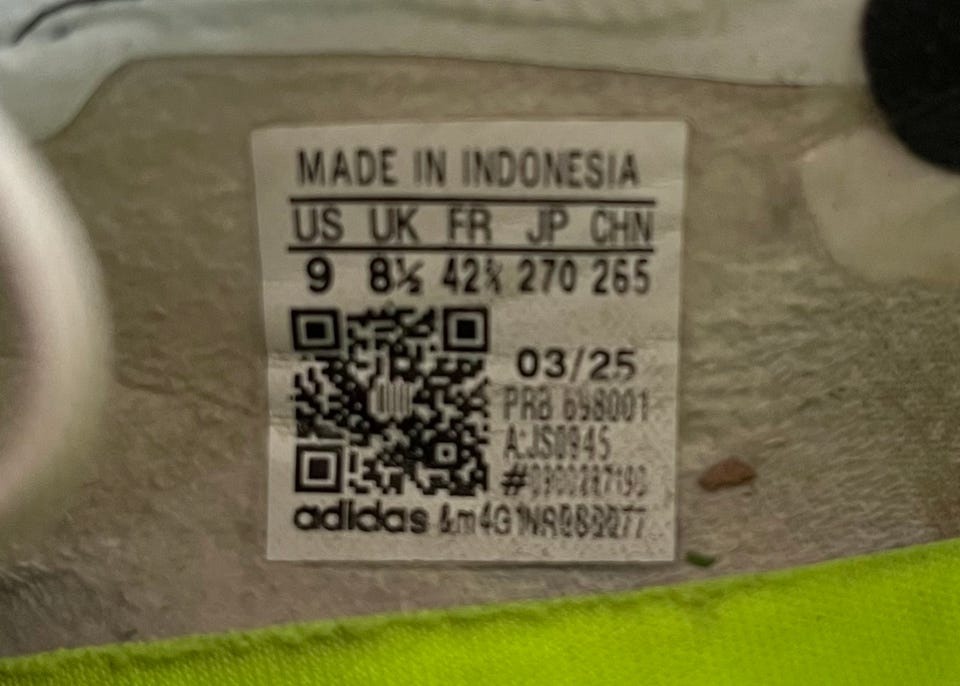 MADE IN INDONESIA
US UK FR JP CHN
9 8½ 42⅔ 270 265
03/25
PRB 698001
A:JS0945
adidas